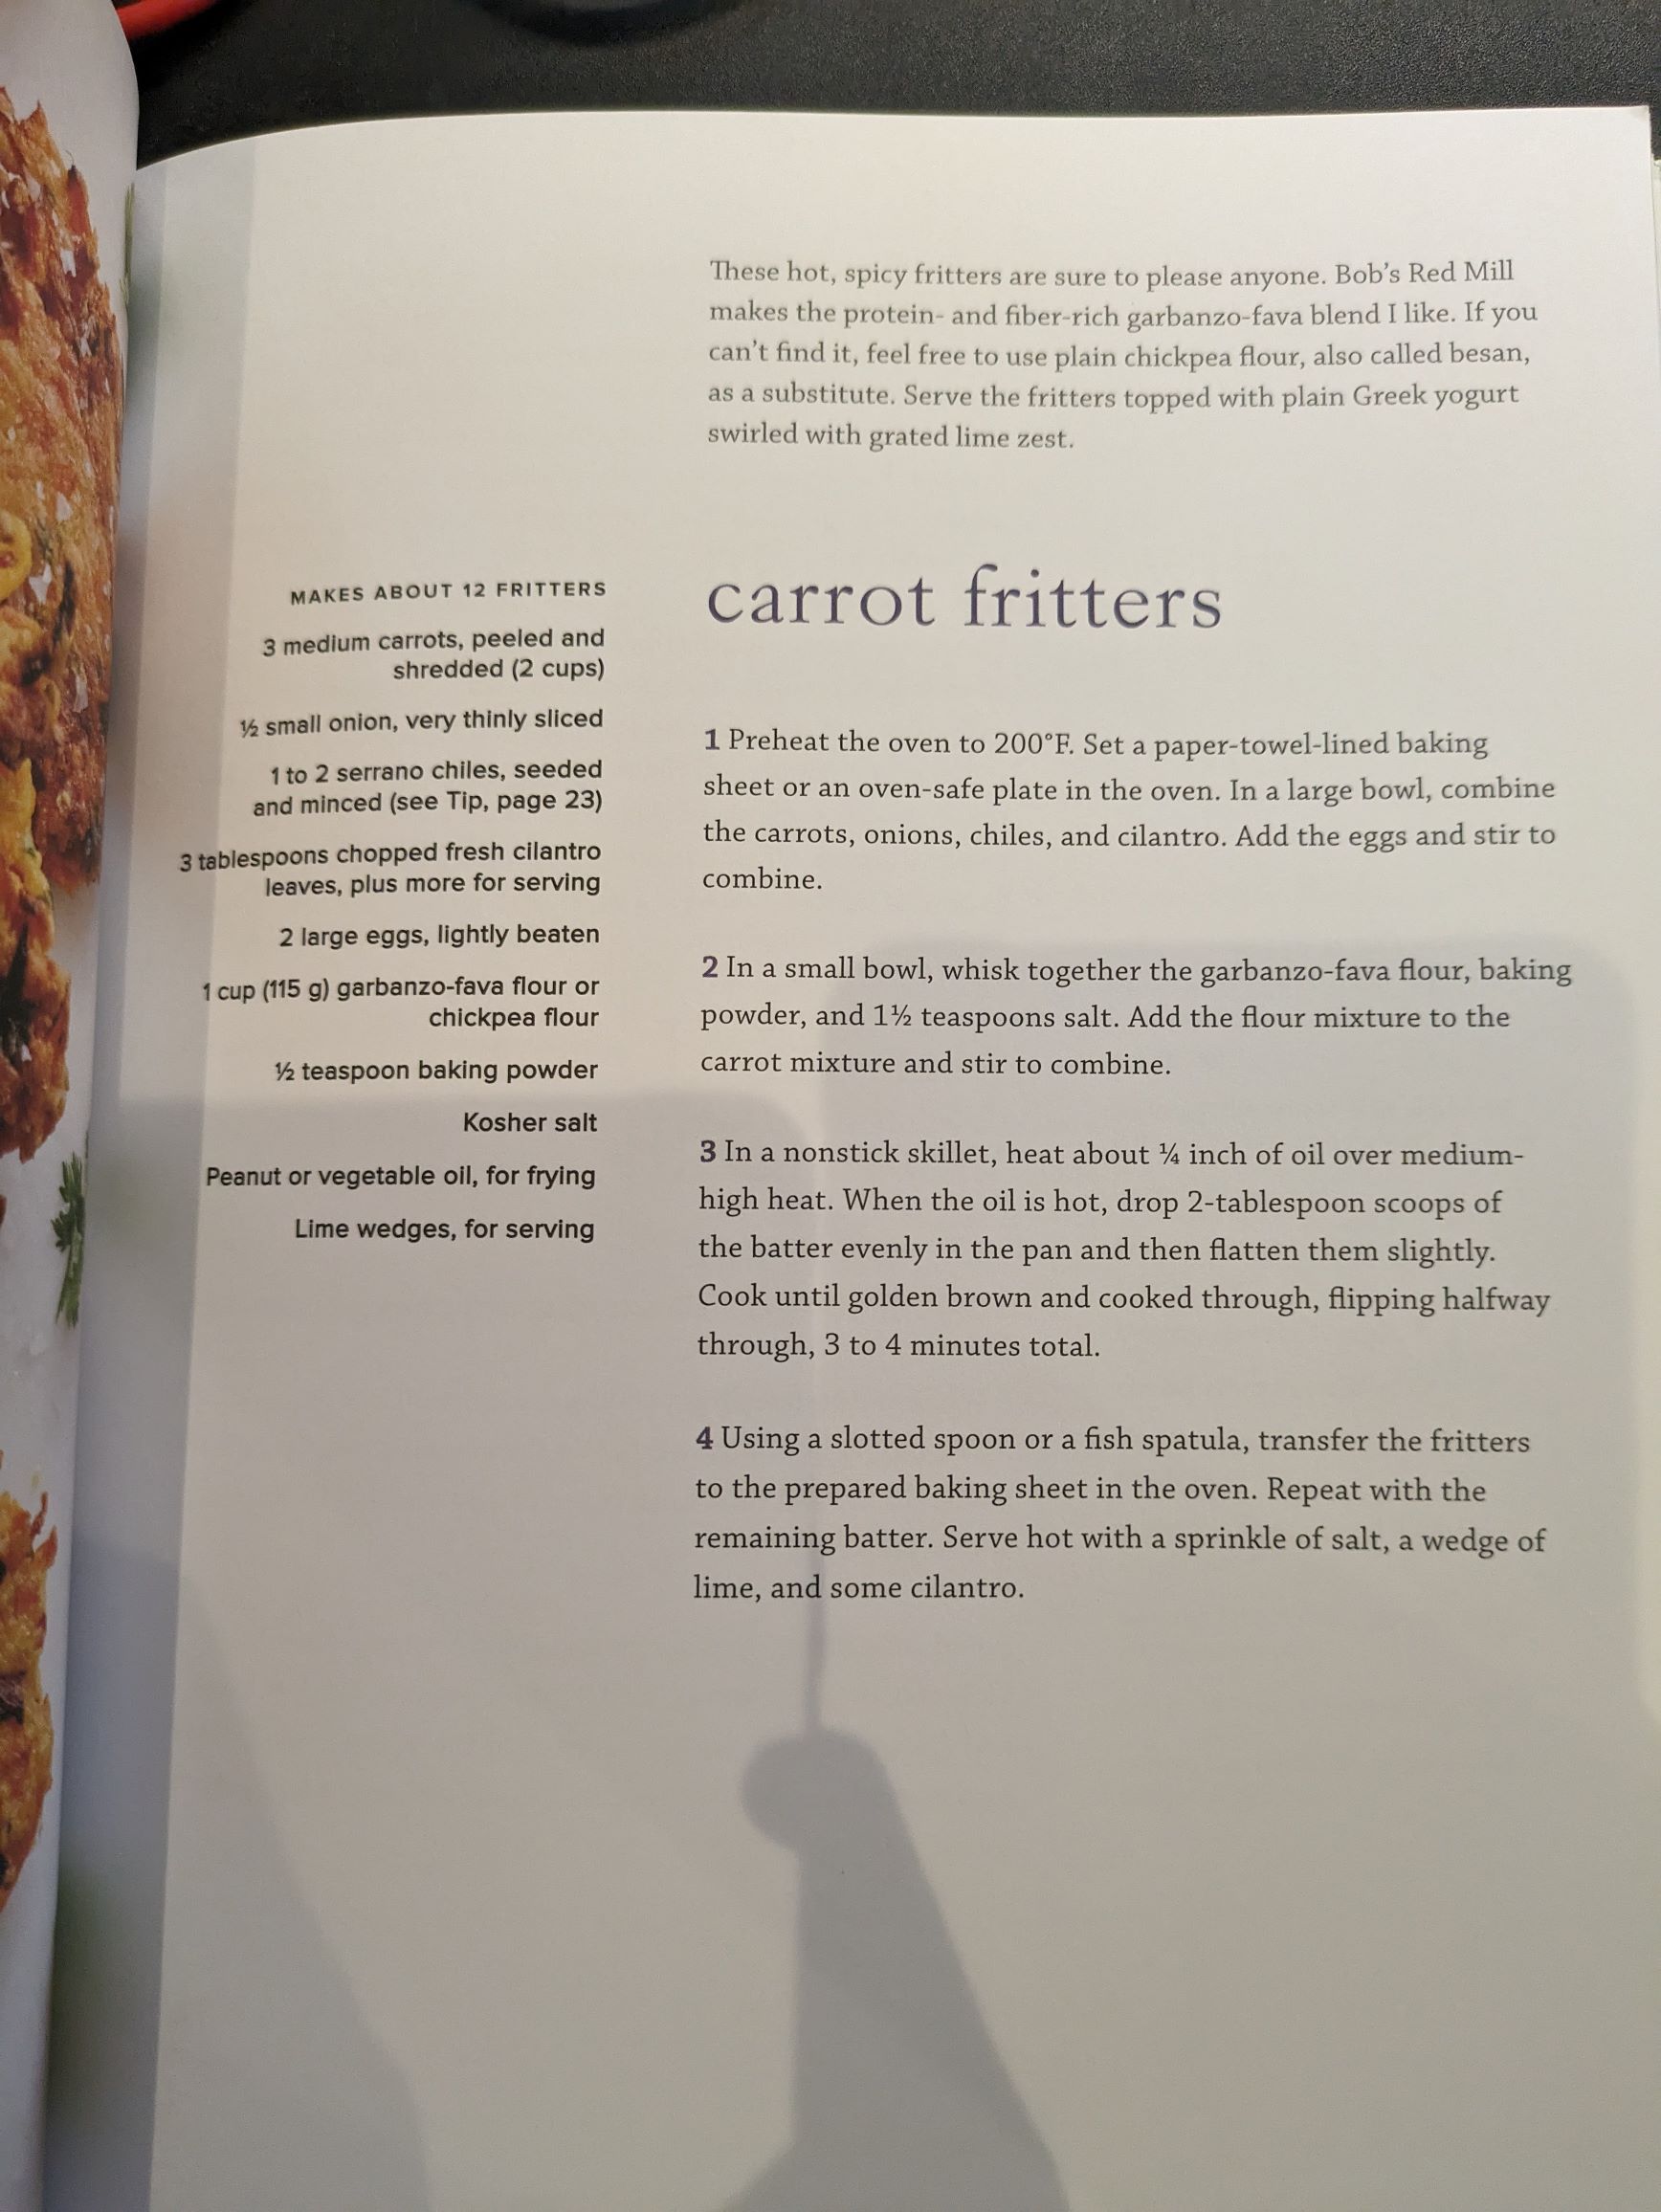 These hot, spicy fritters are sure to please anyone. Bob’s Red Mill
makes the protein- and fiber-rich garbanzo-fava blend I like. If you
can’t find it, feel free to use plain chickpea flour, also called besan,
as a substitute. Serve the fritters topped with plain Greek yogurt
swirled with grated lime zest.
carrot fritters
MAKES ABOUT 12 FRITTERS
3 medium carrots, peeled and
shredded (2 cups)
½ small onion, very thinly sliced
1 to 2 serrano chiles, seeded
and minced (see Tip, page 23)
3 tablespoons chopped fresh cilantro
leaves, plus more for serving
2 large eggs, lightly beaten
1 cup (115 g) garbanzo-fava flour or
chickpea flour
½ teaspoon baking powder
Kosher salt
Peanut or vegetable oil, for frying
Lime wedges, for serving
1 Preheat the oven to 200°F. Set a paper-towel-lined baking
sheet or an oven-safe plate in the oven. In a large bowl, combine
the carrots, onions, chiles, and cilantro. Add the eggs and stir to
combine.
2 In a small bowl, whisk together the garbanzo-fava flour, baking
powder, and 1½ teaspoons salt. Add the flour mixture to the
carrot mixture and stir to combine.
3 In a nonstick skillet, heat about ¼ inch of oil over medium-
high heat. When the oil is hot, drop 2-tablespoon scoops of
the batter evenly in the pan and then flatten them slightly.
Cook until golden brown and cooked through, flipping halfway
through, 3 to 4 minutes total.
4 Using a slotted spoon or a fish spatula, transfer the fritters
to the prepared baking sheet in the oven. Repeat with the
remaining batter. Serve hot with a sprinkle of salt, a wedge of
lime, and some cilantro.